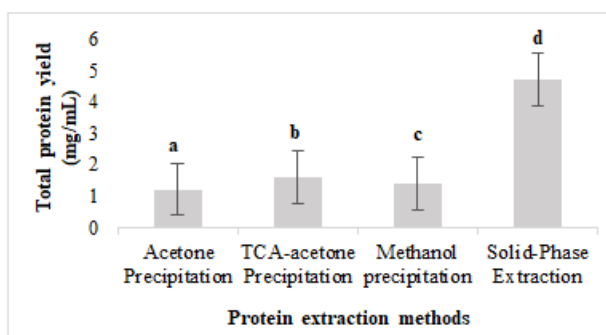 Total protein yield
(mg/mL)
6
5
4
3
2
1
0
a
b
c
d
Acetone
Precipitation
TCA-acetone
Precipitation
Methanol
precipitation
Solid-Phase
Extraction
Protein extraction methods